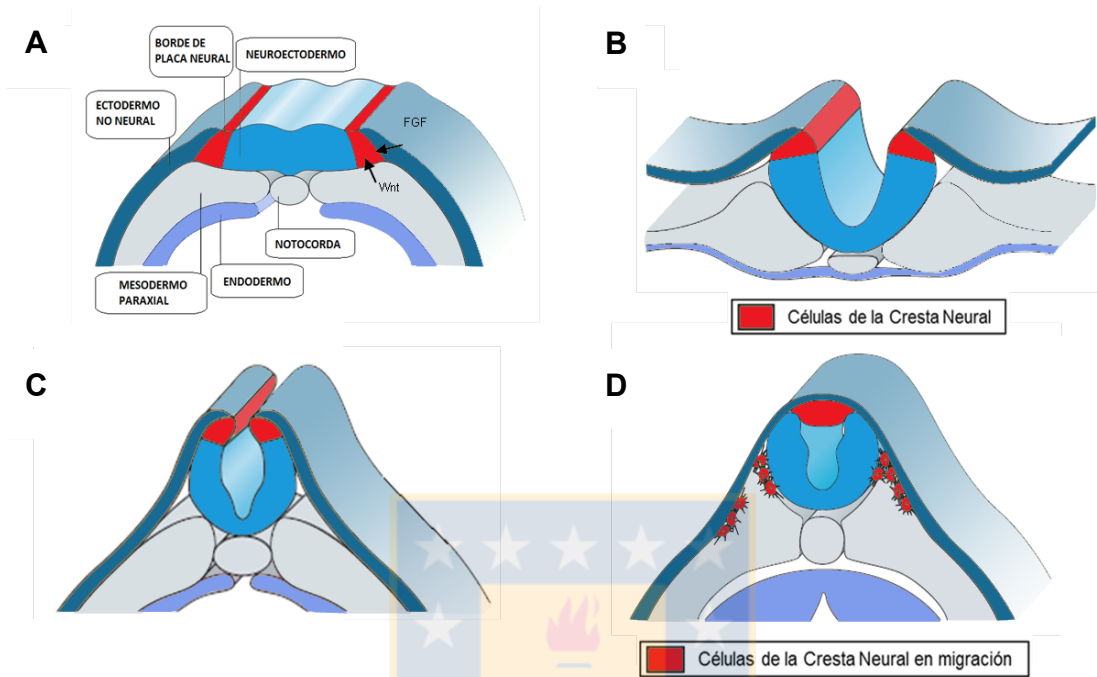 A
BORDE DE
PLACA NEURAL
NEUROECTODERMO
ECTODERMO
NO NEURAL
FGF
Wnt
NOTOCORDA
MESODERMO
PARAXIAL
ENDODERMO
B
Células de la Cresta Neural
C
D
Células de la Cresta Neural en migración